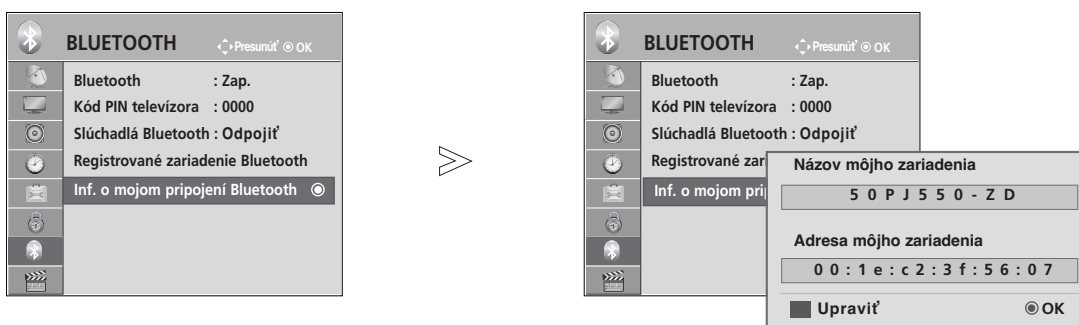 BLUETOOTH Presunúť OK
Bluetooth : Zap.
Kód PIN televízora : 0000
Slúchadlá Bluetooth : Odpojiť
Registrované zariadenie Bluetooth
Inf. o mojom pripojení Bluetooth
BLUETOOTH Presunúť OK
Bluetooth : Zap.
Kód PIN televízora : 0000
Slúchadlá Bluetooth : Odpojiť
Registrované zar
Inf. o mojom prip
Názov môjho zariadenia
50PJ550-ZD
Adresa môjho zariadenia
00:1e:c2:3f:56:07
Upraviť OK